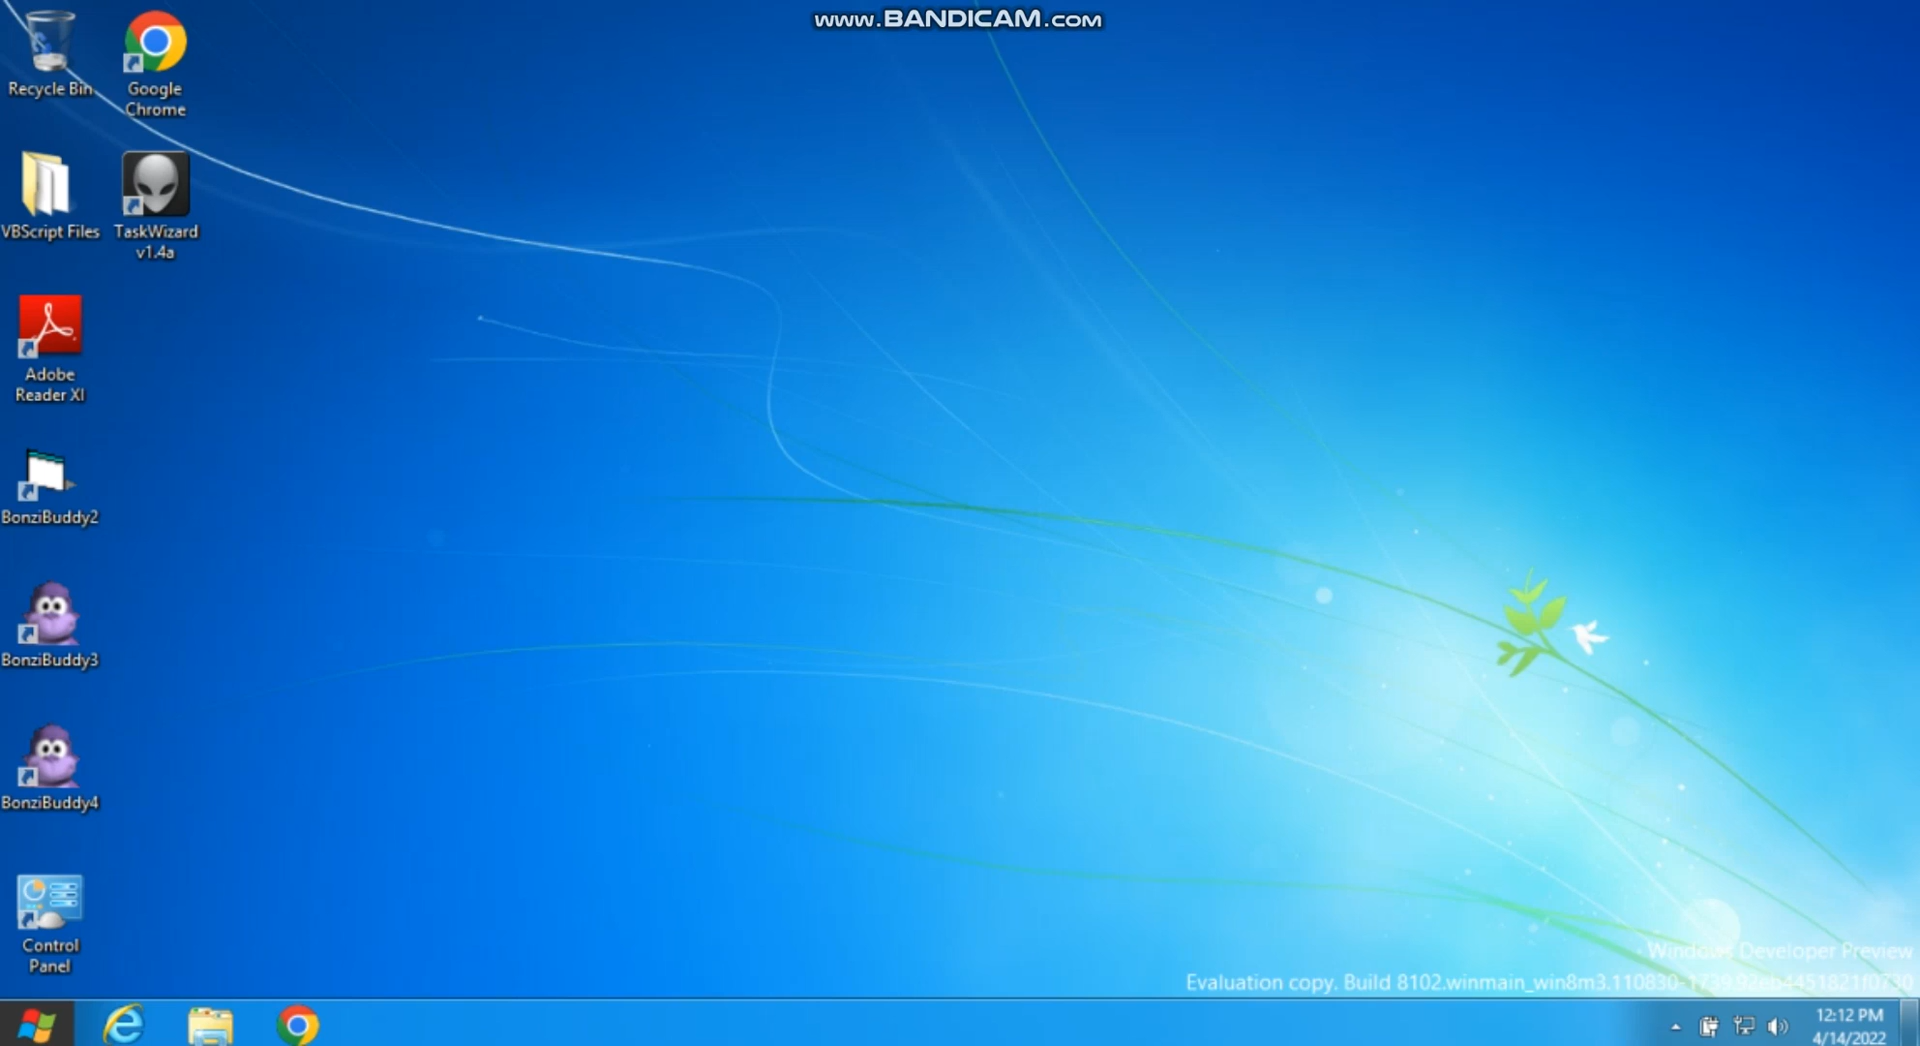 www.BANDICAM.com
Recycle Bin
Google
Chrome
VBScript Files
TaskWizard
v1.4a
Adobe
Reader XI
BonziBuddy2
BonziBuddy3
BonziBuddy4
Control
Panel
Windows Developer Preview
Evaluation copy. Build 8102.winmain_win8m3.110830-1739.92eb4451821f0730
12:12 PM
4/14/2022